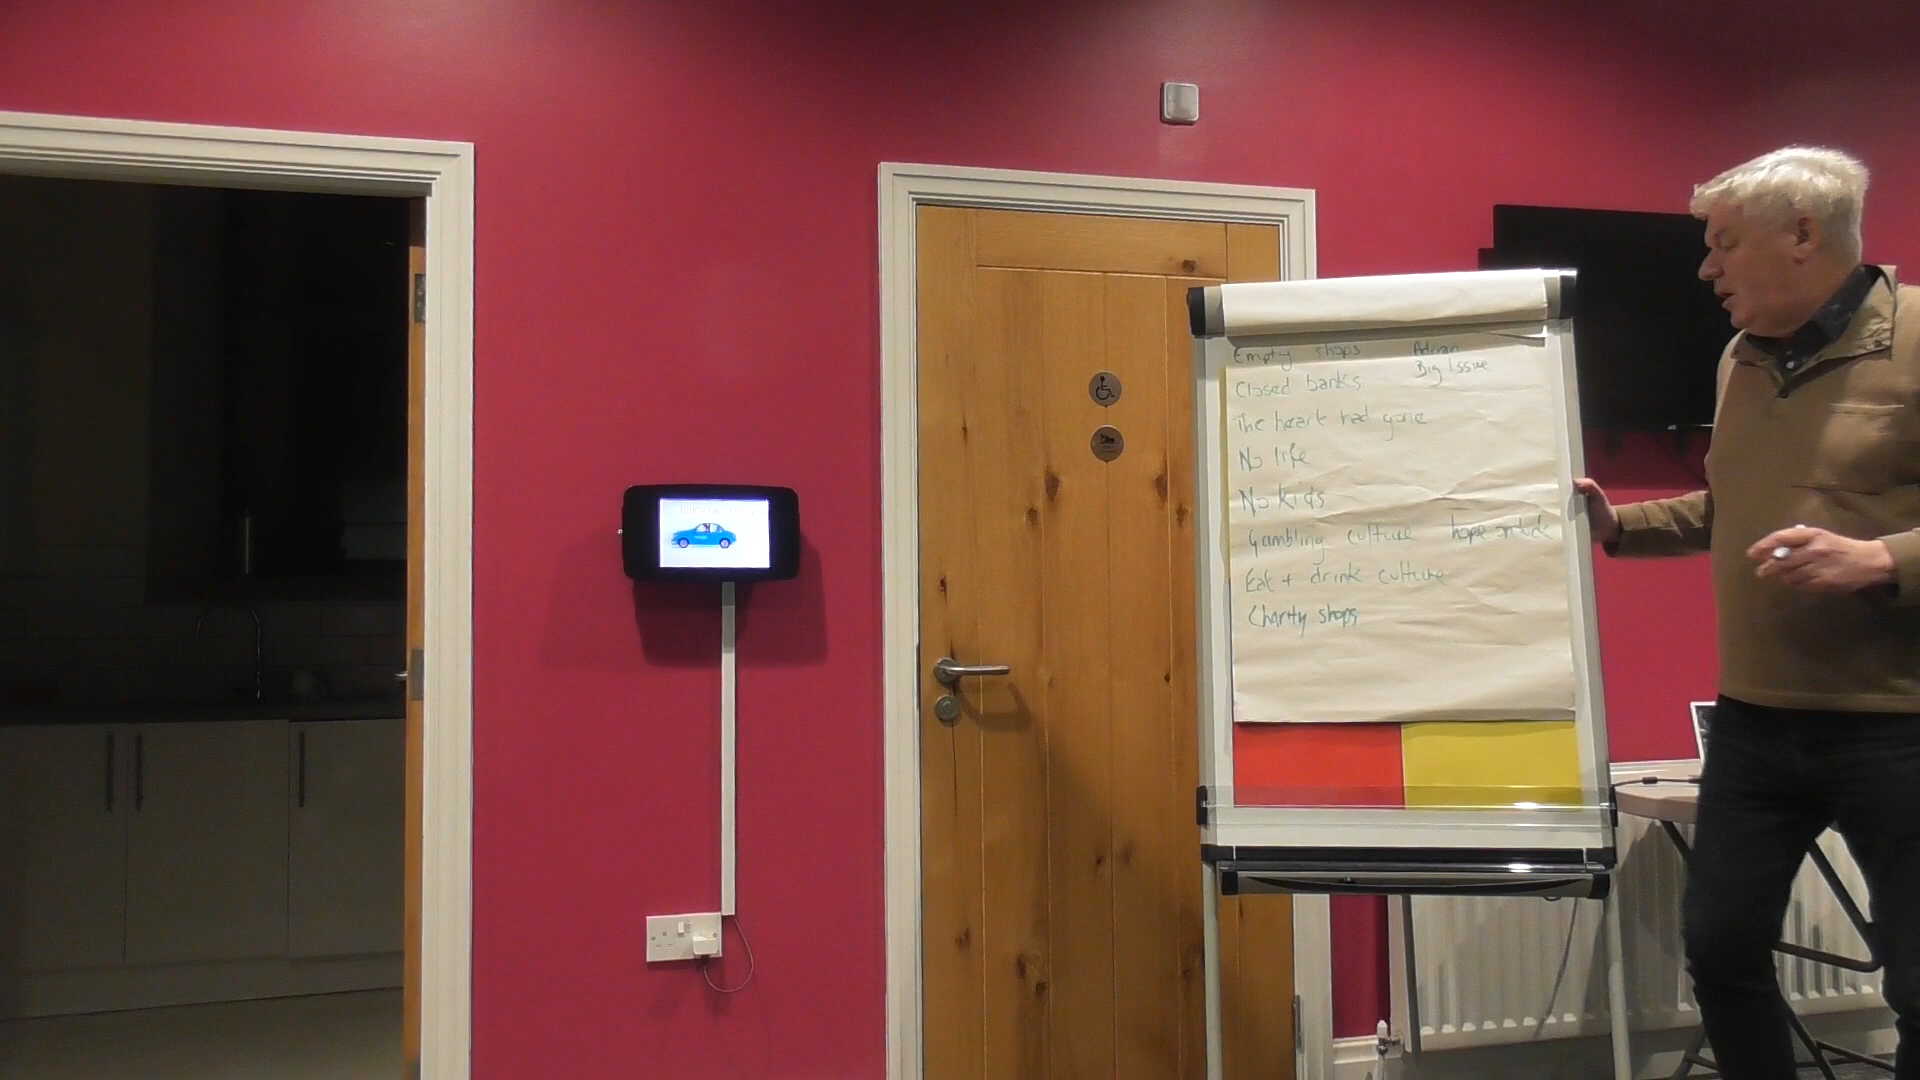 Empty shops
Adrian
Big Issue
Closed banks
The heart had gone
No life
No kids
Gambling culture hope
Eat + drink culture
Charity shops